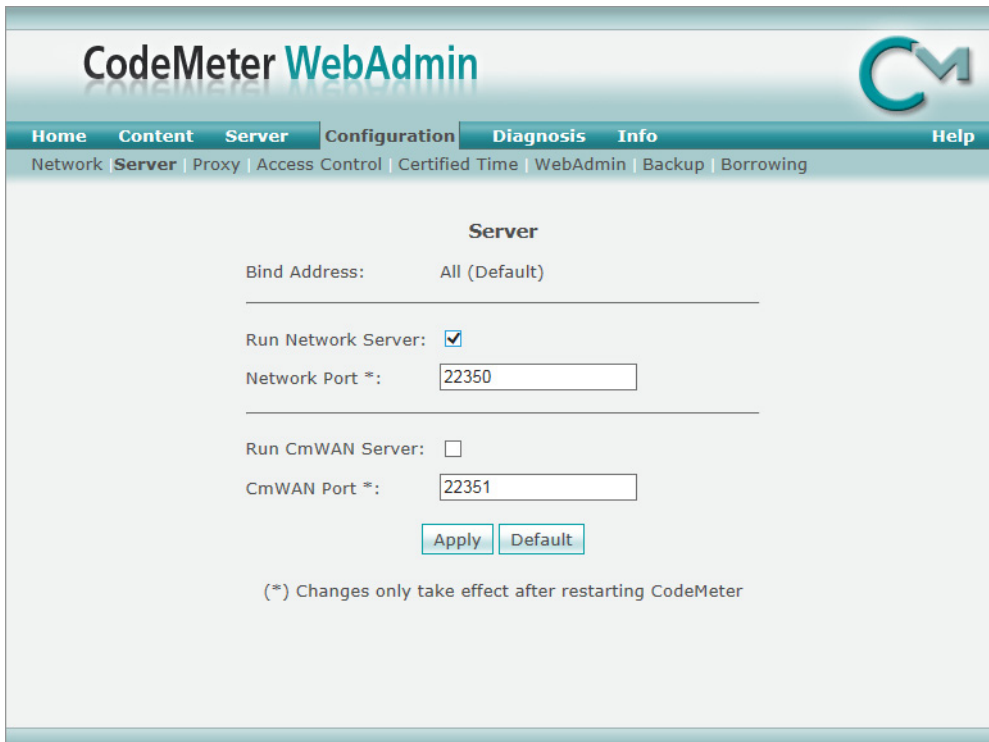 CodeMeter WebAdmin
CM
Home Content Server Configuration Diagnosis Info Help
Network | Server | Proxy | Access Control | Certified Time | WebAdmin | Backup | Borrowing
Server
Bind Address: All (Default)
Run Network Server:
Network Port *: 22350
Run CmWAN Server:
CmWAN Port *: 22351
Apply Default
(*) Changes only take effect after restarting CodeMeter